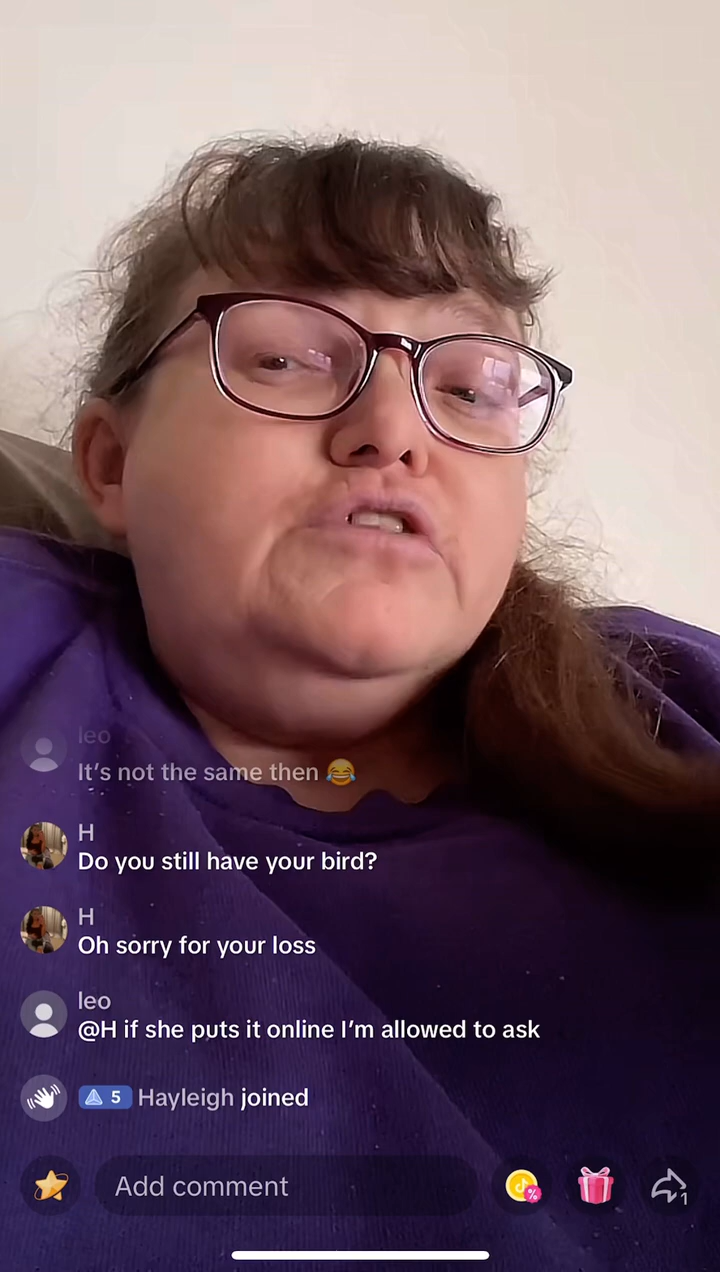 leo
It's not the same then 😂
H
Do you still have your bird?
H
Oh sorry for your loss
leo
@H if she puts it online I'm allowed to ask
5 Hayleigh joined
Add comment
1